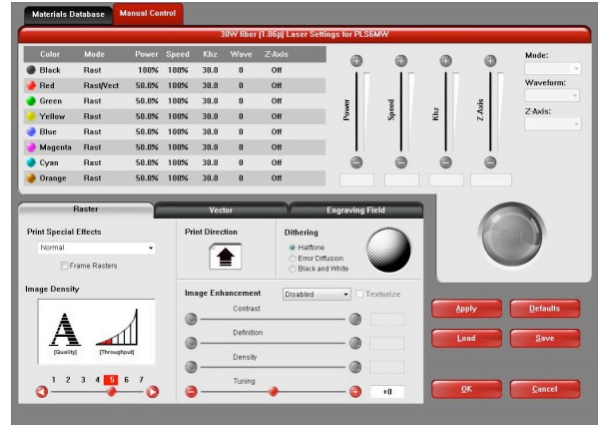 Materials Database Manual Control
30W fiber [1.06µ] Laser Settings for PLS6MW
Color Mode Power Speed Khz Wave Z-Axis
Black Rast 100% 100% 30.0 0 Off
Red Rast/Vect 50.0% 100% 30.0 0 Off
Green Rast 50.0% 100% 30.0 0 Off
Yellow Rast 50.0% 100% 30.0 0 Off
Blue Rast 50.0% 100% 30.0 0 Off
Magenta Rast 50.0% 100% 30.0 0 Off
Cyan Rast 50.0% 100% 30.0 0 Off
Orange Rast 50.0% 100% 30.0 0 Off
Power
Speed
Khz
Z-Axis
Mode:
Waveform:
Z-Axis:
Set
Raster Vector Engraving Field
Print Special Effects
Normal
Frame Rasters
Print Direction
Dithering
Halftone
Error Diffusion
Black and White
Image Density
A
[Quality] [Throughput]
1 2 3 4 5 6 7
Image Enhancement Disabled Texturize
Contrast
Definition
Density
Tuning
+0
Apply Defaults
Load Save
OK Cancel